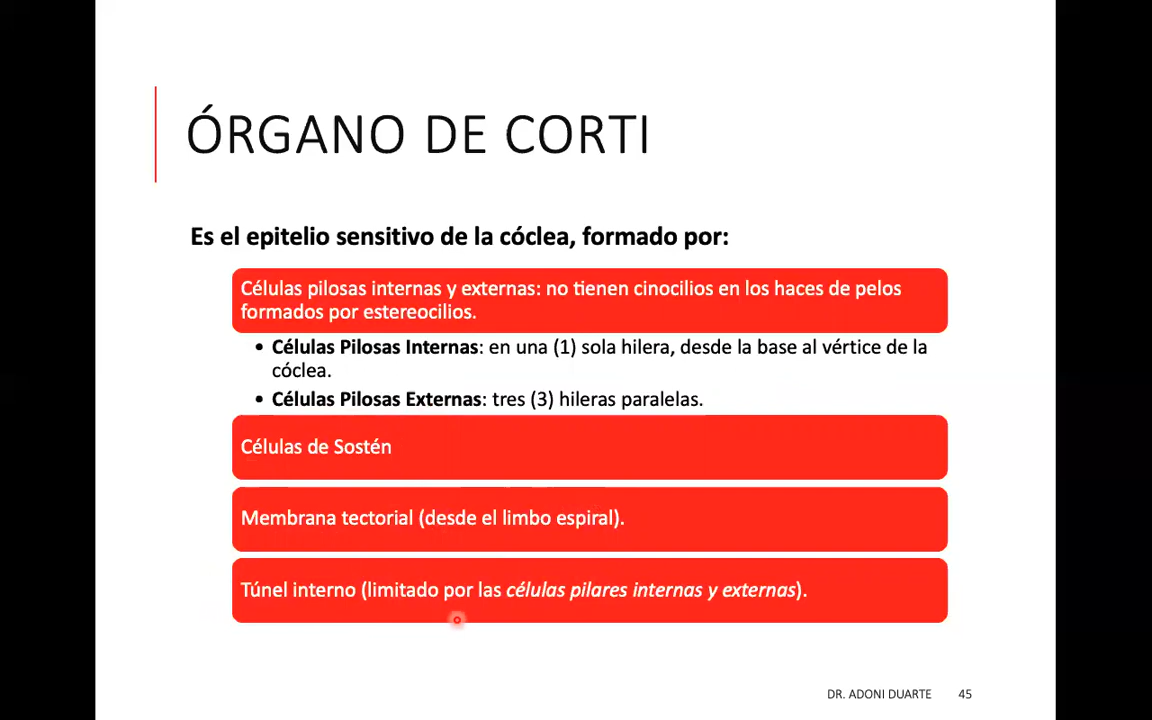 ÓRGANO DE CORTI
Es el epitelio sensitivo de la cóclea, formado por:
Células pilosas internas y externas: no tienen cinocilios en los haces de pelos
formados por estereocilios.
• Células Pilosas Internas: en una (1) sola hilera, desde la base al vértice de la
cóclea.
• Células Pilosas Externas: tres (3) hileras paralelas.
Células de Sostén
Membrana tectorial (desde el limbo espiral).
Túnel interno (limitado por las células pilares internas y externas).
DR. ADONI DUARTE 45